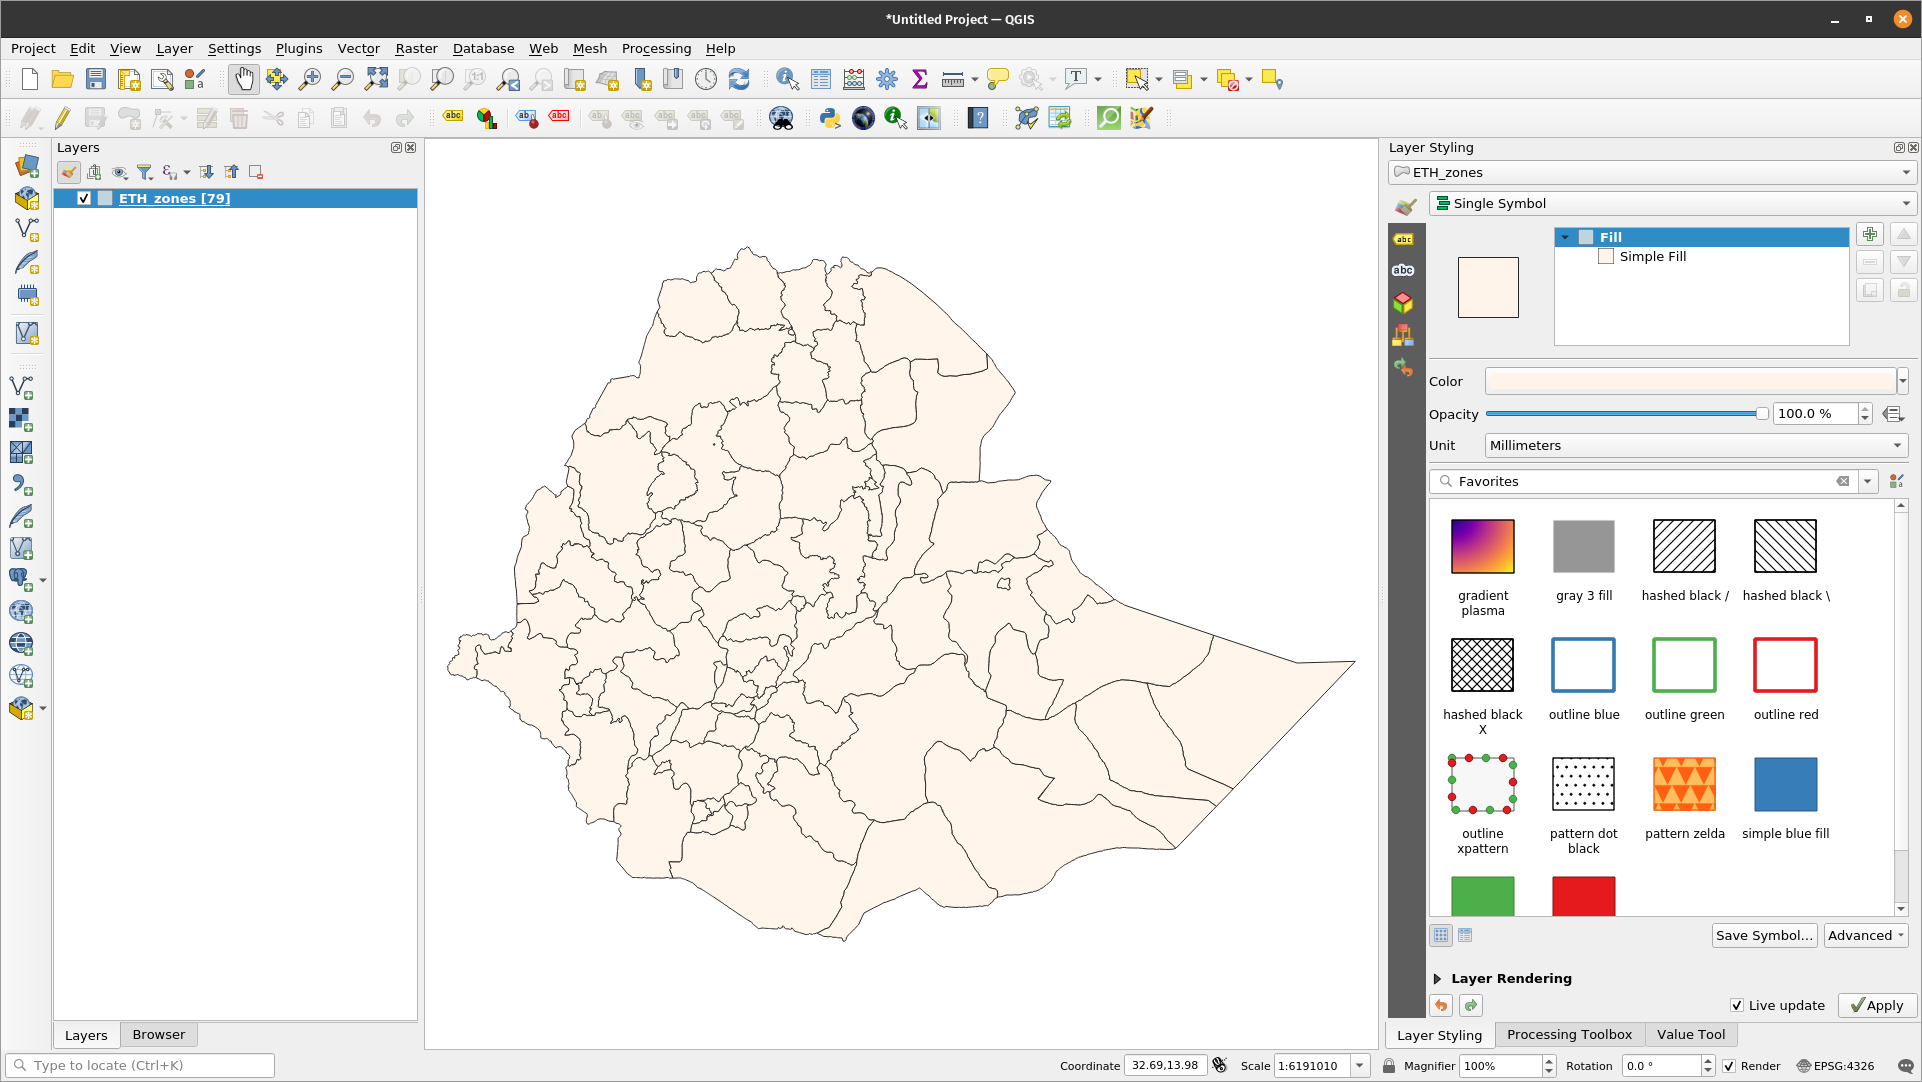 *Untitled Project — QGIS
Project Edit View Layer Settings Plugins Vector Raster Database Web Mesh Processing Help
Layers
ETH_zones [79]
Layers Browser
Layer Styling
ETH_zones
Single Symbol
Fill
Simple Fill
Color
Opacity 100.0 %
Unit Millimeters
Favorites
gradient plasma
gray 3 fill
hashed black /
hashed black \
hashed black X
outline blue
outline green
outline red
outline xpattern
pattern dot black
pattern zelda
simple blue fill
Save Symbol... Advanced
Layer Rendering
Live update Apply
Layer Styling Processing Toolbox Value Tool
Type to locate (Ctrl+K) Coordinate 32.69,13.98 Scale 1:6191010 Magnifier 100% Rotation 0.0 ° Render EPSG:4326